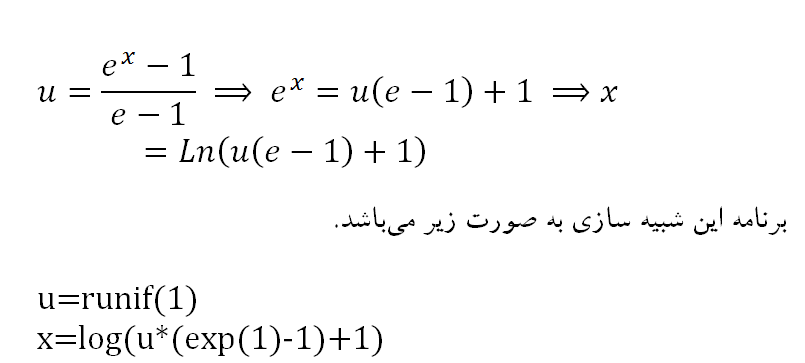 u = \frac{e^x − 1}{e − 1} ⟹ e^x = u(e − 1) + 1 ⟹ x
= Ln(u(e − 1) + 1)
برنامه این شبیه سازی به صورت زیر می‌باشد.
u=runif(1)
x=log(u*(exp(1)-1)+1)